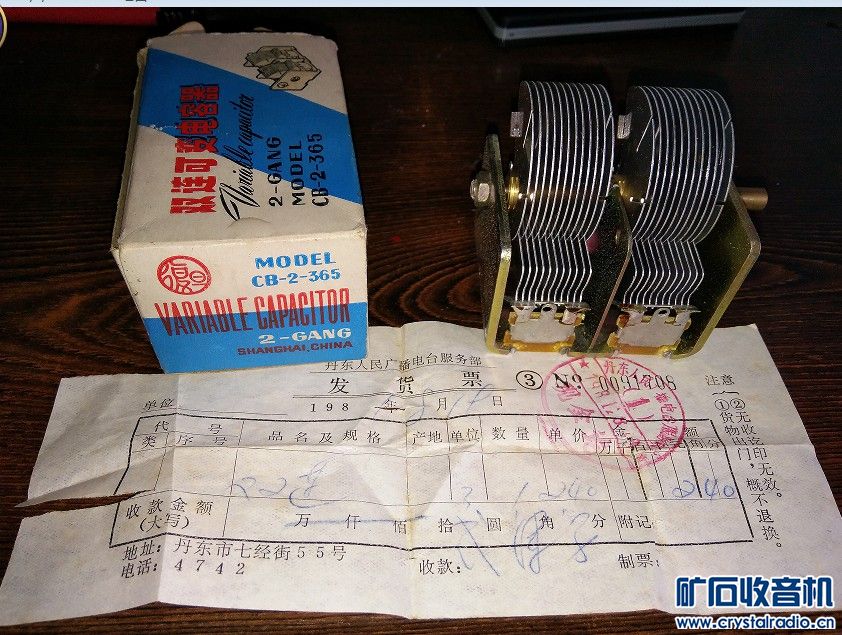 双连可变电容器
Variable capacitor
2-GANG
MODEL
CB-2-365
MODEL
CB-2-365
VARIABLE CAPACITOR
2-GANG
SHANGHAI, CHINA
丹东人民广播电台服务部
发货票 ③ №0091708
单位 198 年 月 日
代号 品名及规格 产地 单位 数量 单价
类 序号
1 240 240
收款金额 万 仟 佰 拾 圆 角 分 附记
(大写)
地址：丹东市七经街55号
电话：4742 收款： 制票：
注意
①货物出门，概不退换。
②无收讫印无效。
矿石收音机
www.crystalradio.cn